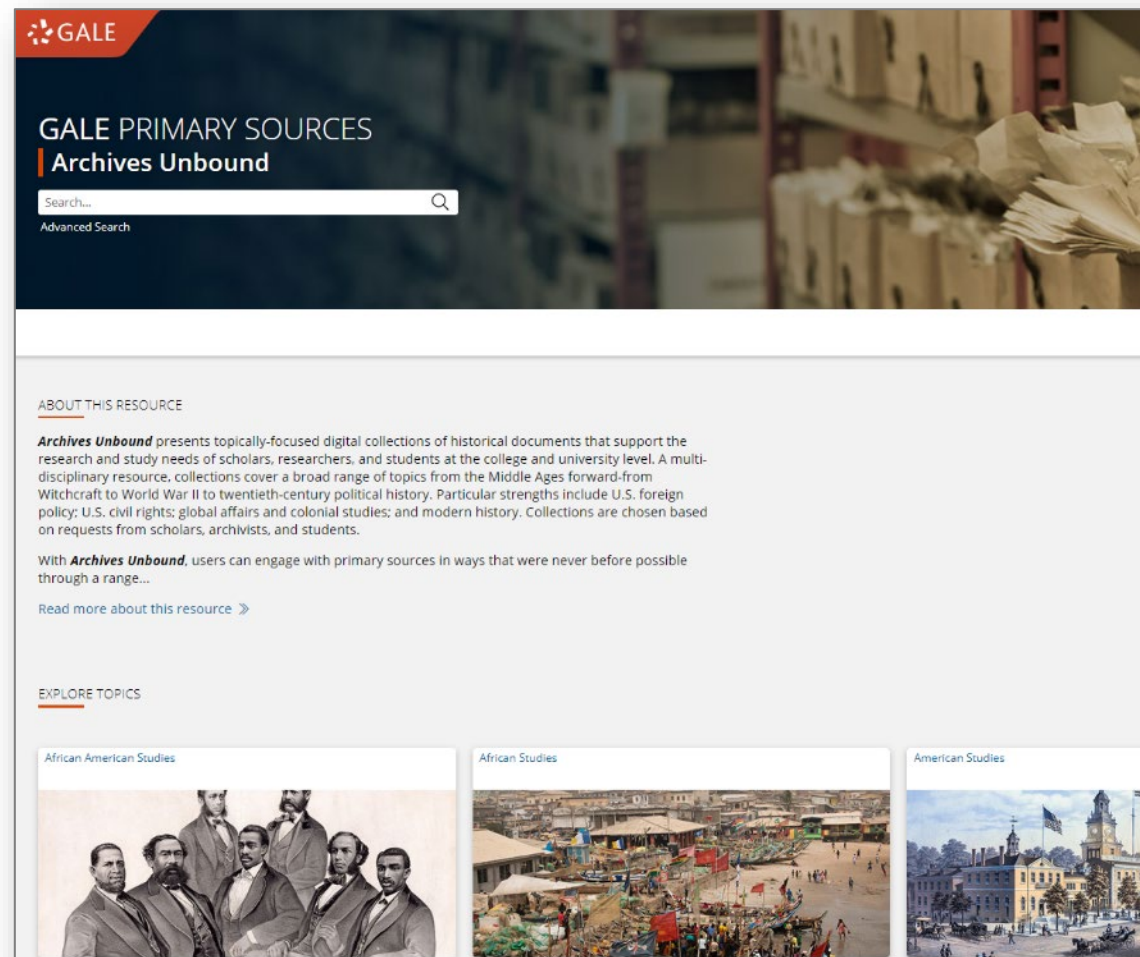 GALE
GALE PRIMARY SOURCES
Archives Unbound
Search...
Advanced Search
ABOUT THIS RESOURCE
Archives Unbound presents topically-focused digital collections of historical documents that support the
research and study needs of scholars, researchers, and students at the college and university level. A multi-
disciplinary resource, collections cover a broad range of topics from the Middle Ages forward-from
Witchcraft to World War II to twentieth-century political history. Particular strengths include U.S. foreign
policy; U.S. civil rights; global affairs and colonial studies; and modern history. Collections are chosen based
on requests from scholars, archivists, and students.
With Archives Unbound, users can engage with primary sources in ways that were never before possible
through a range...
Read more about this resource »
EXPLORE TOPICS
African American Studies
African Studies
American Studies